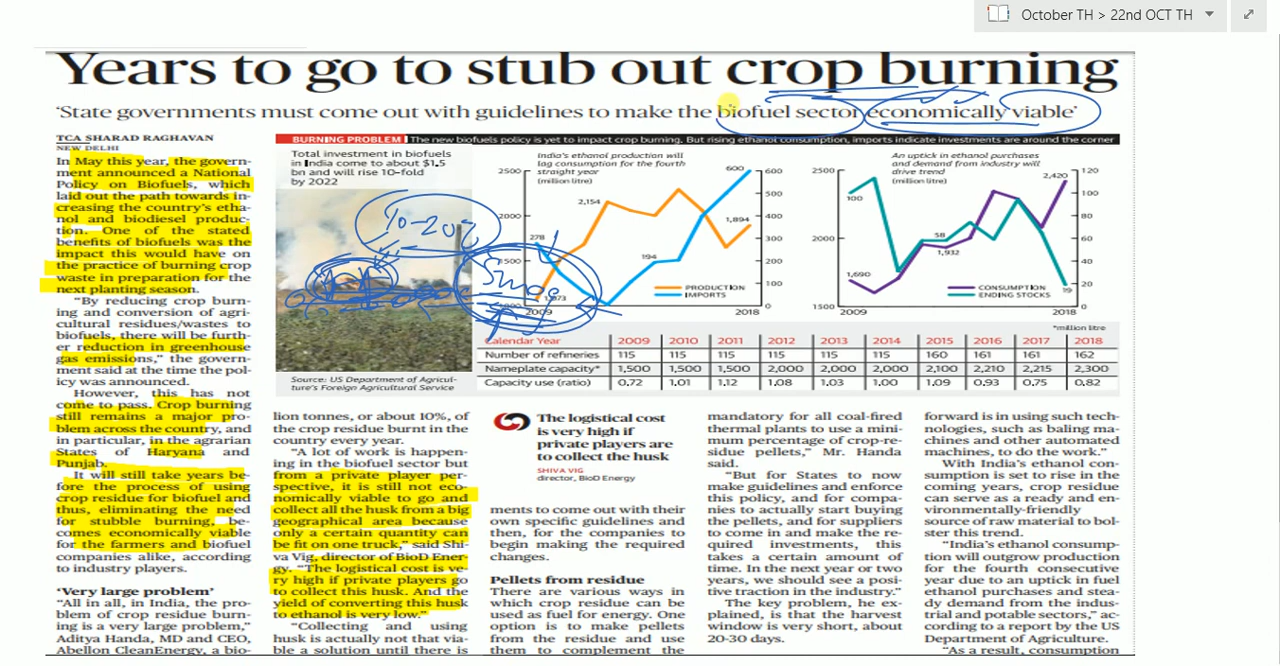 October TH > 22nd OCT TH
Years to go to stub out crop burning
‘State governments must come out with guidelines to make the biofuel sector economically viable’
TCA SHARAD RAGHAVAN
NEW DELHI
In May this year, the govern-
ment announced a National
Policy on Biofuels, which
laid out the path towards in-
creasing the country's etha-
nol and biodiesel produc-
tion. One of the stated
benefits of biofuels was the
impact this would have on
the practice of burning crop
waste in preparation for the
next planting season.
“By reducing crop burn-
ing and conversion of agri-
cultural residues/wastes to
biofuels, there will be furth-
er reduction in greenhouse
gas emissions,” the govern-
ment said at the time the pol-
icy was announced.
However, this has not
come to pass. Crop burning
still remains a major pro-
blem across the country, and
in particular, in the agrarian
States of Haryana and
Punjab.
It will still take years be-
fore the process of using
crop residue for biofuel and
thus, eliminating the need
for stubble burning, be-
comes economically viable
for the farmers and biofuel
companies alike, according
to industry players.
‘Very large problem’
“All in all, in India, the pro-
blem of crop residue burn-
ing is a very large problem,”
Aditya Handa, MD and CEO,
Abellon CleanEnergy, a bio-
BURNING PROBLEM | The new biofuels policy is yet to impact crop burning. But rising ethanol consumption, imports indicate investments are around the corner
Total investment in biofuels
in India come to about $1.5
bn and will rise 10-fold
by 2022
10-20%
Smog
Source: US Department of Agricul-
ture's Foreign Agricultural Service
India's ethanol production will
lag consumption for the fourth
straight year
(million litre)
2500
2000
1500
2,154
278
194
600
1,894
600
500
400
300
200
100
0
PRODUCTION
IMPORTS
2009
2018
An uptick in ethanol purchases
and demand from industry will
drive trend
(million litre)
2500
2000
1500
100
1,690
58
1,932
2,420
19
120
100
80
60
40
20
0
CONSUMPTION
ENDING STOCKS
2009
2018
*million litre
Calendar Year 2009 2010 2011 2012 2013 2014 2015 2016 2017 2018
Number of refineries 115 115 115 115 115 115 160 161 161 162
Nameplate capacity* 1,500 1,500 1,500 2,000 2,000 2,000 2,100 2,210 2,215 2,300
Capacity use (ratio) 0.72 1.01 1.12 1.08 1.03 1.00 1.09 0.93 0.75 0.82
lion tonnes, or about 10%, of
the crop residue burnt in the
country every year.
“A lot of work is happen-
ing in the biofuel sector but
from a private player per-
spective, it is still not eco-
nomically viable to go and
collect all the husk from a big
geographical area because
only a certain quantity can
be fit on one truck,” said Shi-
va Vig, director of BioD Ener-
gy. “The logistical cost is ve-
ry high if private players go
to collect this husk. And the
yield of converting this husk
to ethanol is very low.”
“Collecting and using
husk is actually not that via-
ble a solution until there is
The logistical cost
is very high if
private players are
to collect the husk
SHIVA VIG
director, BioD Energy
ments to come out with their
own specific guidelines and
then, for the companies to
begin making the required
changes.
Pellets from residue
There are various ways in
which crop residue can be
used as fuel for energy. One
option is to make pellets
from the residue and use
them to complement the
mandatory for all coal-fired
thermal plants to use a mini-
mum percentage of crop-re-
sidue pellets,” Mr. Handa
said.
“But for States to now
make guidelines and enforce
this policy, and for compa-
nies to actually start buying
the pellets, and for suppliers
to come in and make the re-
quired investments, this
takes a certain amount of
time. In the next year or two
years, we should see a posi-
tive traction in the industry.”
The key problem, he ex-
plained, is that the harvest
window is very short, about
20-30 days.
forward is in using such tech-
nologies, such as baling ma-
chines and other automated
machines, to do the work.”
With India's ethanol con-
sumption is set to rise in the
coming years, crop residue
can serve as a ready and en-
vironmentally-friendly
source of raw material to bol-
ster this trend.
“India's ethanol consump-
tion will outgrow production
for the fourth consecutive
year due to an uptick in fuel
ethanol purchases and stea-
dy demand from the indus-
trial and potable sectors,” ac-
cording to a report by the US
Department of Agriculture.
“As a result, consumption